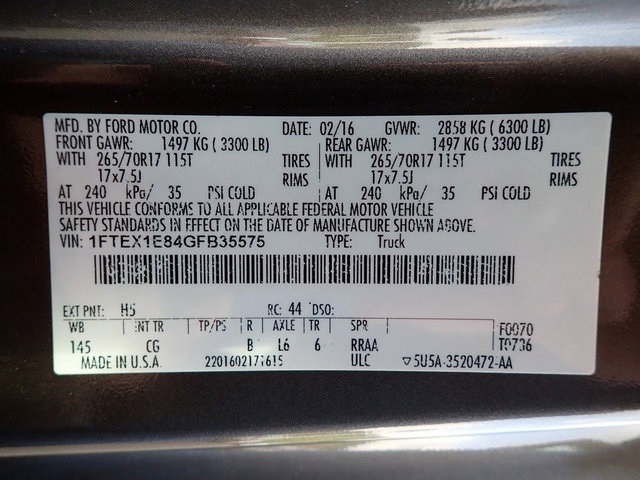 MFD. BY FORD MOTOR CO. DATE: 02/16 GVWR: 2858 KG ( 6300 LB)
FRONT GAWR: 1497 KG ( 3300 LB) REAR GAWR: 1497 KG ( 3300 LB)
WITH 265/70R17 115T TIRES WITH 265/70R17 115T TIRES
17x7.5J RIMS 17x7.5J RIMS
AT 240 kPa/ 35 PSI COLD AT 240 kPa/ 35 PSI COLD
THIS VEHICLE CONFORMS TO ALL APPLICABLE FEDERAL MOTOR VEHICLE
SAFETY STANDARDS IN EFFECT ON THE DATE OF MANUFACTURE SHOWN ABOVE.
VIN: 1FTEX1E84GFB35575 TYPE: Truck
EXT PNT: H5 RC: 44 DSO:
WB INT TR TP/PS R AXLE TR SPR F0070
145 CG B L6 6 RRAA T0736
MADE IN U.S.A. 2201602171615 ULC ▽5U5A-3520472-AA